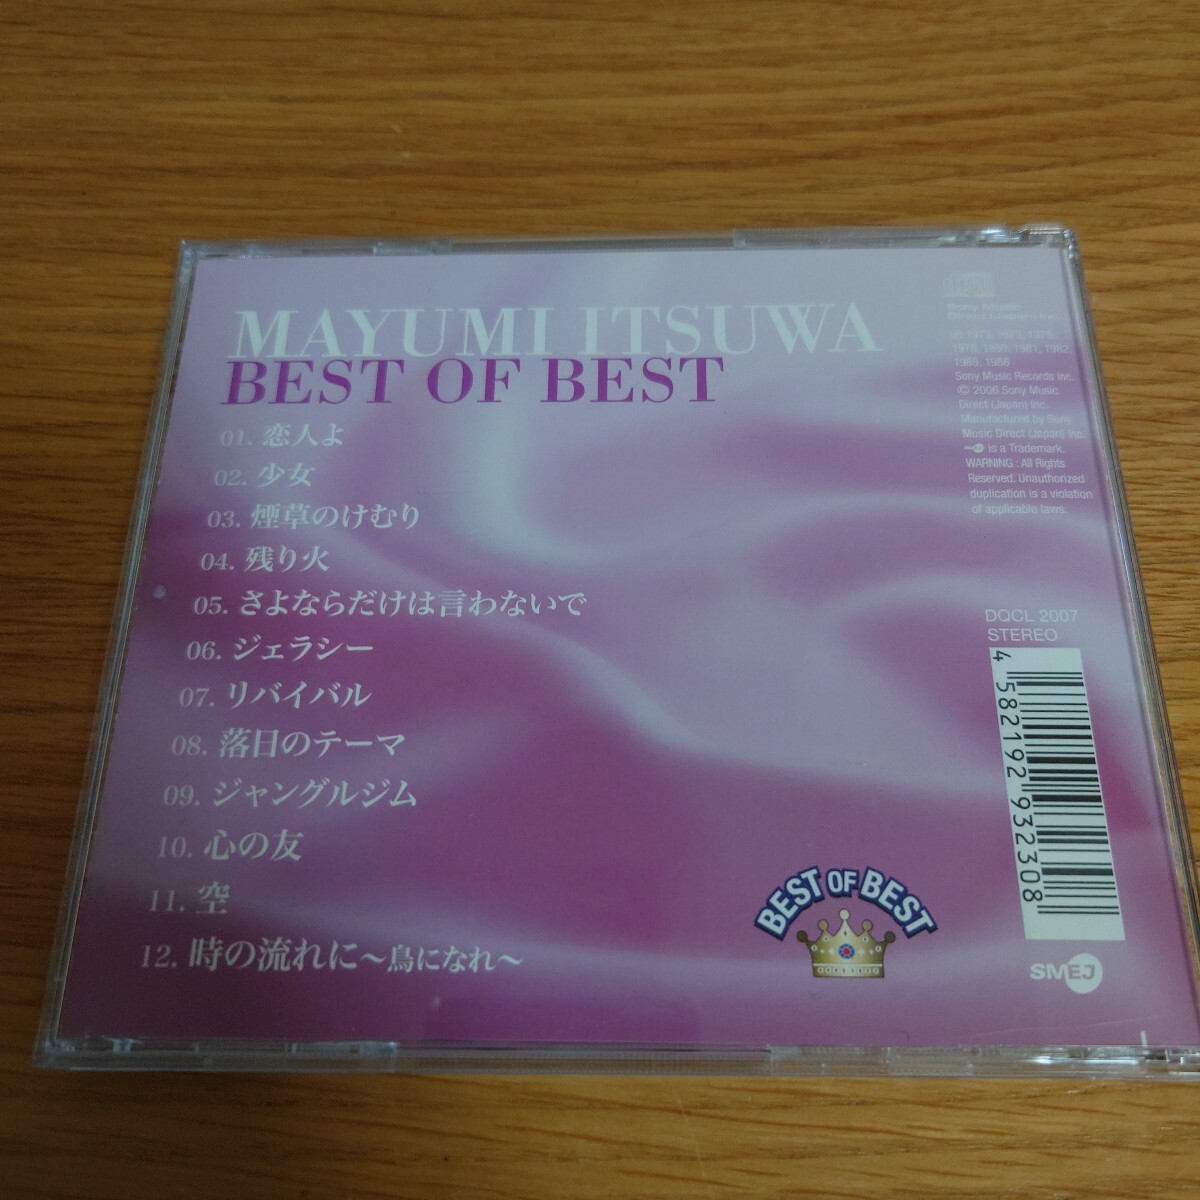 MAYUMI ITSUWA
BEST OF BEST
01. 恋人よ
02. 少女
03. 煙草のけむり
04. 残り火
05. さよならだけは言わないで
06. ジェラシー
07. リバイバル
08. 落日のテーマ
09. ジャングルジム
10. 心の友
11. 空
12. 時の流れに〜鳥になれ〜
Sony Music
Direct (Japan) Inc.
1985, 1986
Sony Music Records Inc.
© 2006 Sony Music
Direct (Japan) Inc.
Manufactured by Sony
Music Direct (Japan) Inc.
is a Trademark.
WARNING : All Rights
Reserved. Unauthorized
duplication is a violation
of applicable laws.
DQCL 2007
STEREO
4 582192 932308
BEST OF BEST
SMEJ